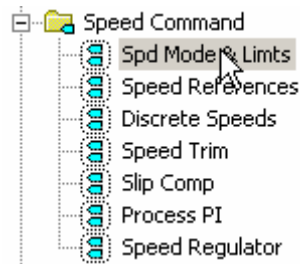 Speed Command
Spd Mode & Limts
Speed References
Discrete Speeds
Speed Trim
Slip Comp
Process PI
Speed Regulator